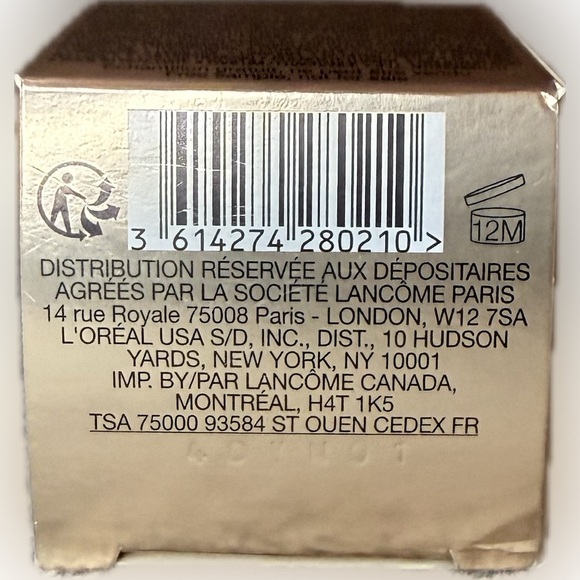 3 614274 280210 >
12M
DISTRIBUTION RÉSERVÉE AUX DÉPOSITAIRES
AGRÉÉS PAR LA SOCIÉTÉ LANCÔME PARIS
14 rue Royale 75008 Paris - LONDON, W12 7SA
L'ORÉAL USA S/D, INC., DIST., 10 HUDSON
YARDS, NEW YORK, NY 10001
IMP. BY/PAR LANCÔME CANADA,
MONTRÉAL, H4T 1K5
TSA 75000 93584 ST OUEN CEDEX FR